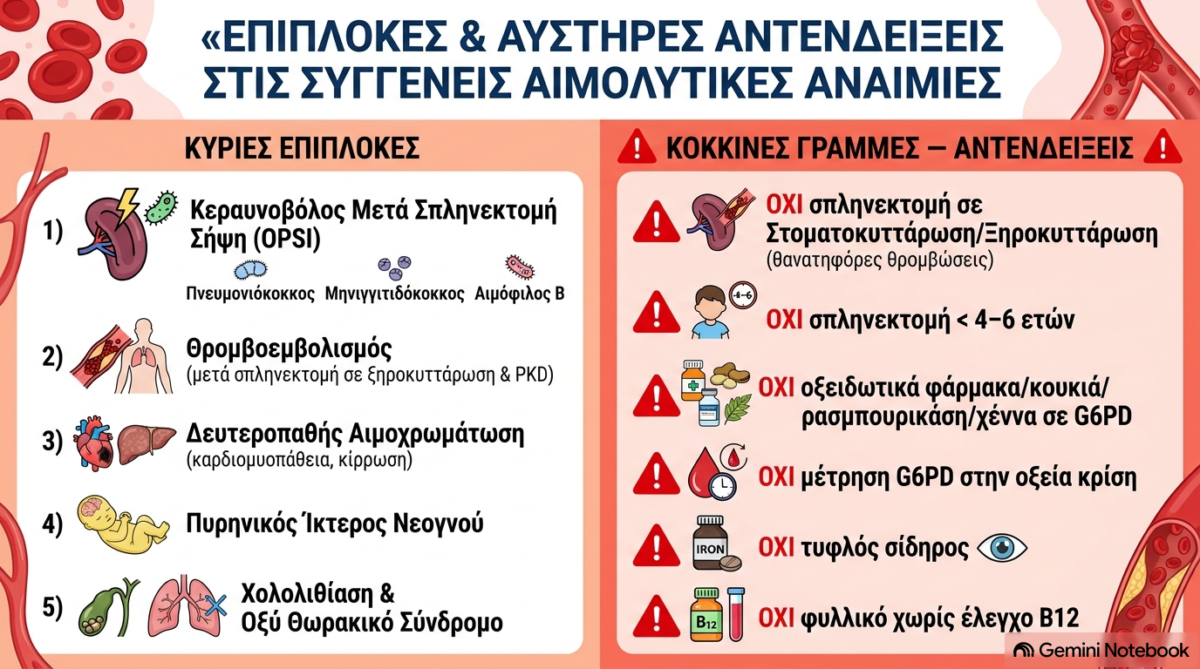 «ΕΠΙΠΛΟΚΕΣ & ΑΥΣΤΗΡΕΣ ΑΝΤΕΝΔΕΙΞΕΙΣ
ΣΤΙΣ ΣΥΓΓΕΝΕΙΣ ΑΙΜΟΛΥΤΙΚΕΣ ΑΝΑΙΜΙΕΣ
ΚΥΡΙΕΣ ΕΠΙΠΛΟΚΕΣ
1) Κεραυνοβόλος Μετά Σπληνεκτομή
Σήψη (OPSI)
Πνευμονιόκοκκος Μηνιγγιτιδόκοκκος Αιμόφιλος Β
2) Θρομβοεμβολισμός
(μετά σπληνεκτομή σε ξηροκυττάρωση & PKD)
3) Δευτεροπαθής Αιμοχρωμάτωση
(καρδιομυοπάθεια, κίρρωση)
4) Πυρηνικός Ίκτερος Νεογνού
5) Χολολιθίαση &
Οξύ Θωρακικό Σύνδρομο
ΚΟΚΚΙΝΕΣ ΓΡΑΜΜΕΣ — ΑΝΤΕΝΔΕΙΞΕΙΣ
ΟΧΙ σπληνεκτομή σε
Στοματοκυττάρωση/Ξηροκυττάρωση
(θανατηφόρες θρομβώσεις)
4–6
ΟΧΙ σπληνεκτομή < 4–6 ετών
ΟΧΙ οξειδωτικά φάρμακα/κουκιά/
ρασμπουρικάση/χέννα σε G6PD
ΟΧΙ μέτρηση G6PD στην οξεία κρίση
IRON
ΟΧΙ τυφλός σίδηρος
B12
ΟΧΙ φυλλικό χωρίς έλεγχο Β12
Gemini Notebook